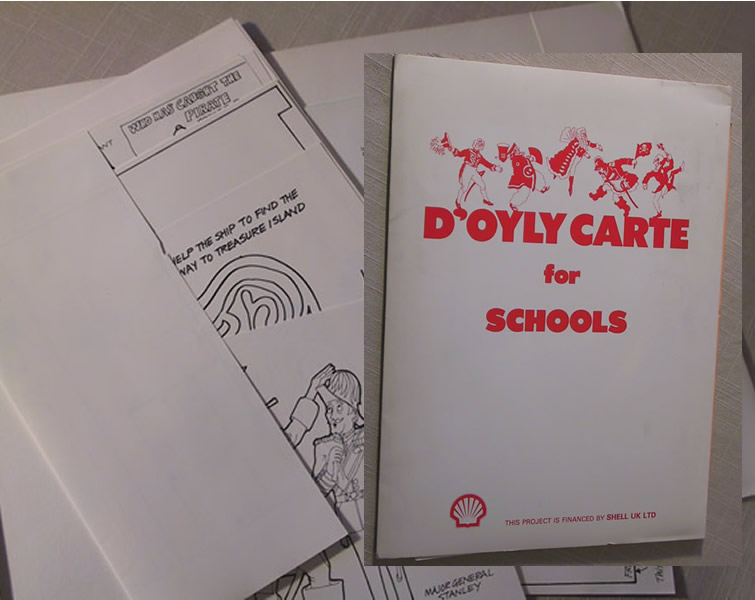 WHO HAS CAUGHT THE
PIRATE
ANT
HELP THE SHIP TO FIND THE
WAY TO TREASURE ISLAND
MAJOR GENERAL
STANLEY
D'OYLY CARTE
for
SCHOOLS
THIS PROJECT IS FINANCED BY SHELL UK LTD